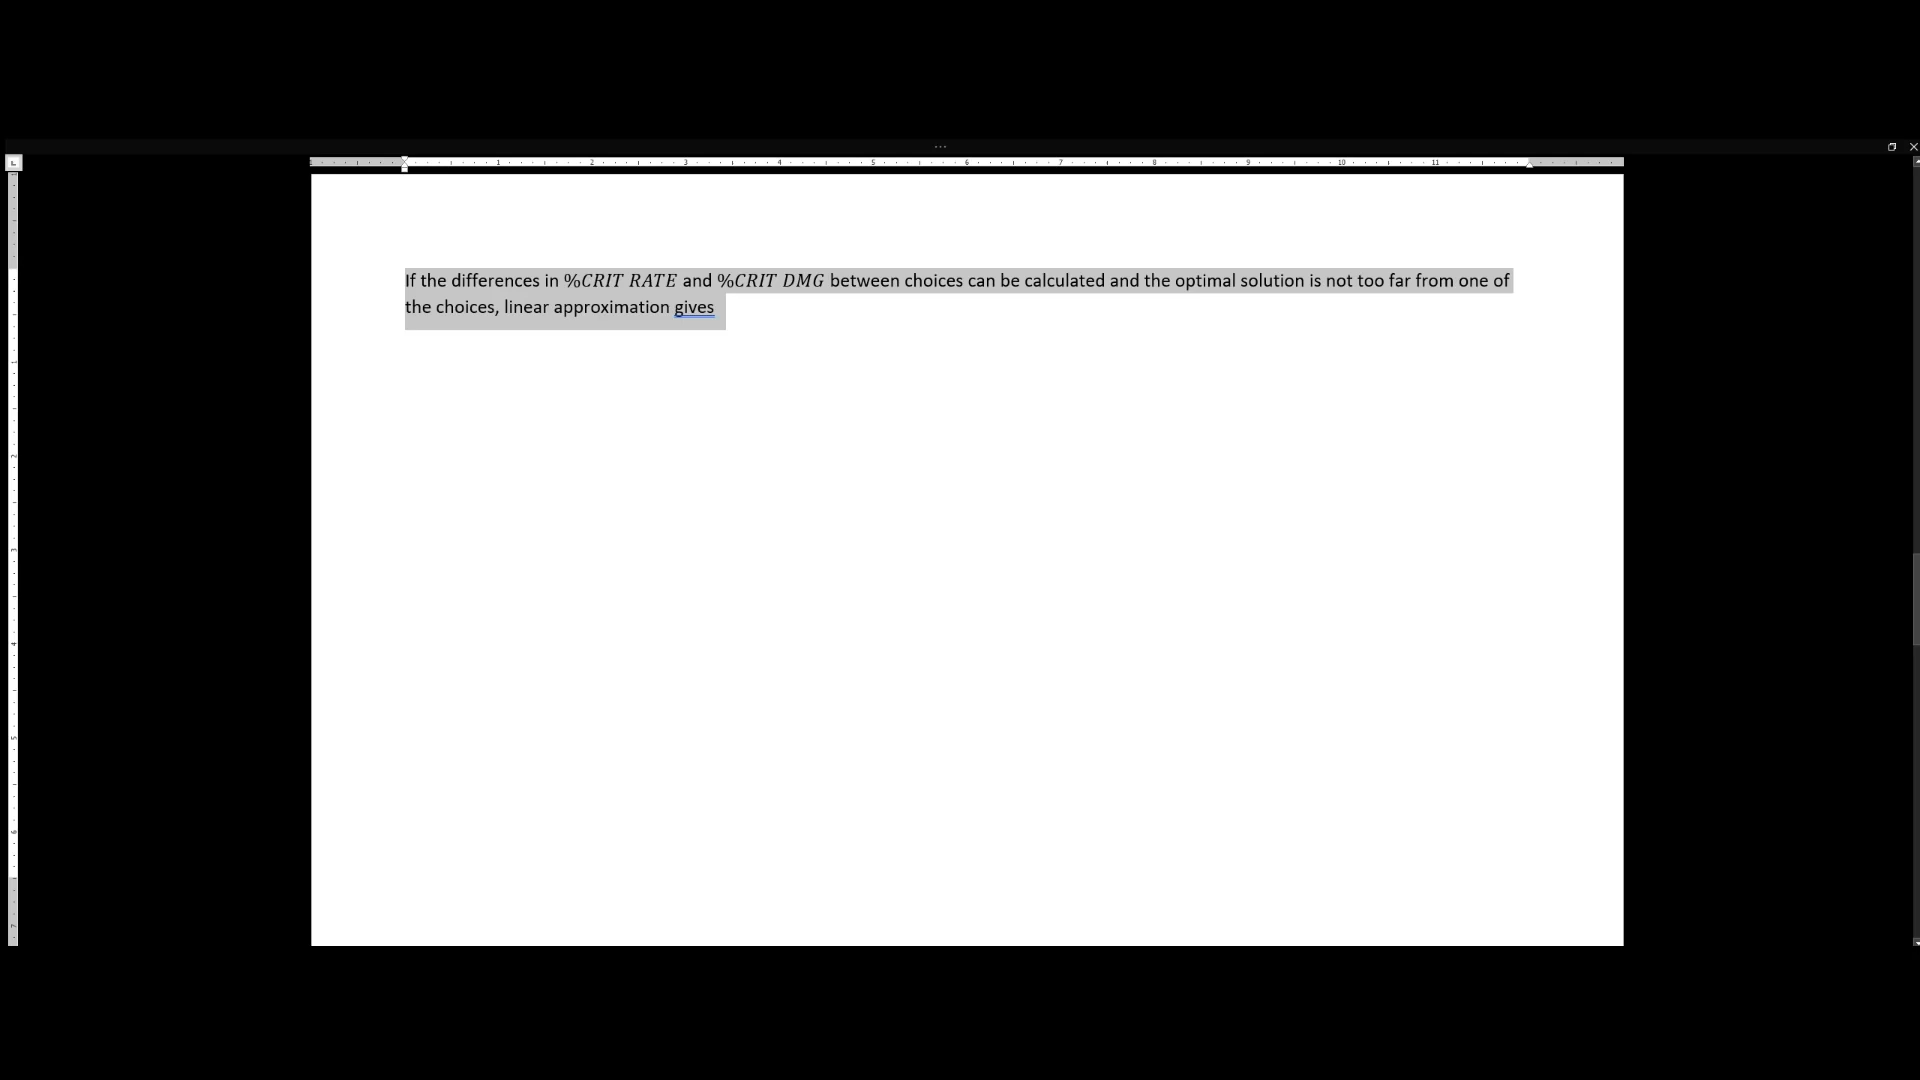 If the differences in %CRIT RATE and %CRIT DMG between choices can be calculated and the optimal solution is not too far from one of
the choices, linear approximation gives